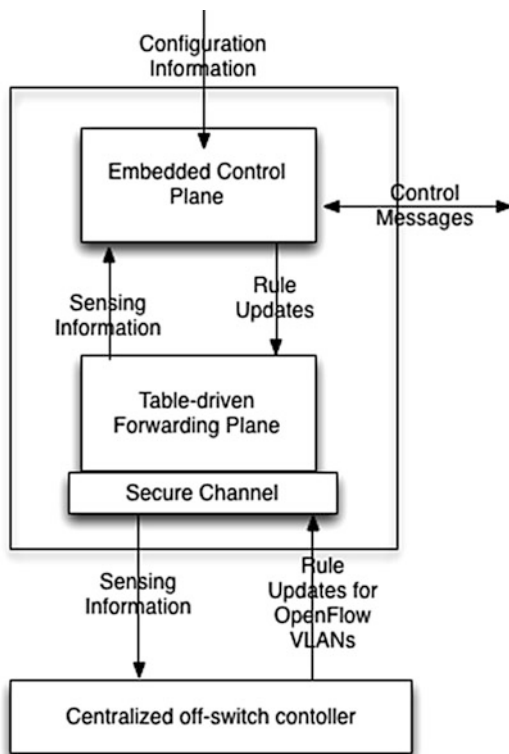 Configuration
Information
Embedded Control
Plane
Control
Messages
Sensing
Information
Rule
Updates
Table-driven
Forwarding Plane
Secure Channel
Sensing
Information
Rule
Updates for
OpenFlow
VLANs
Centralized off-switch contoller